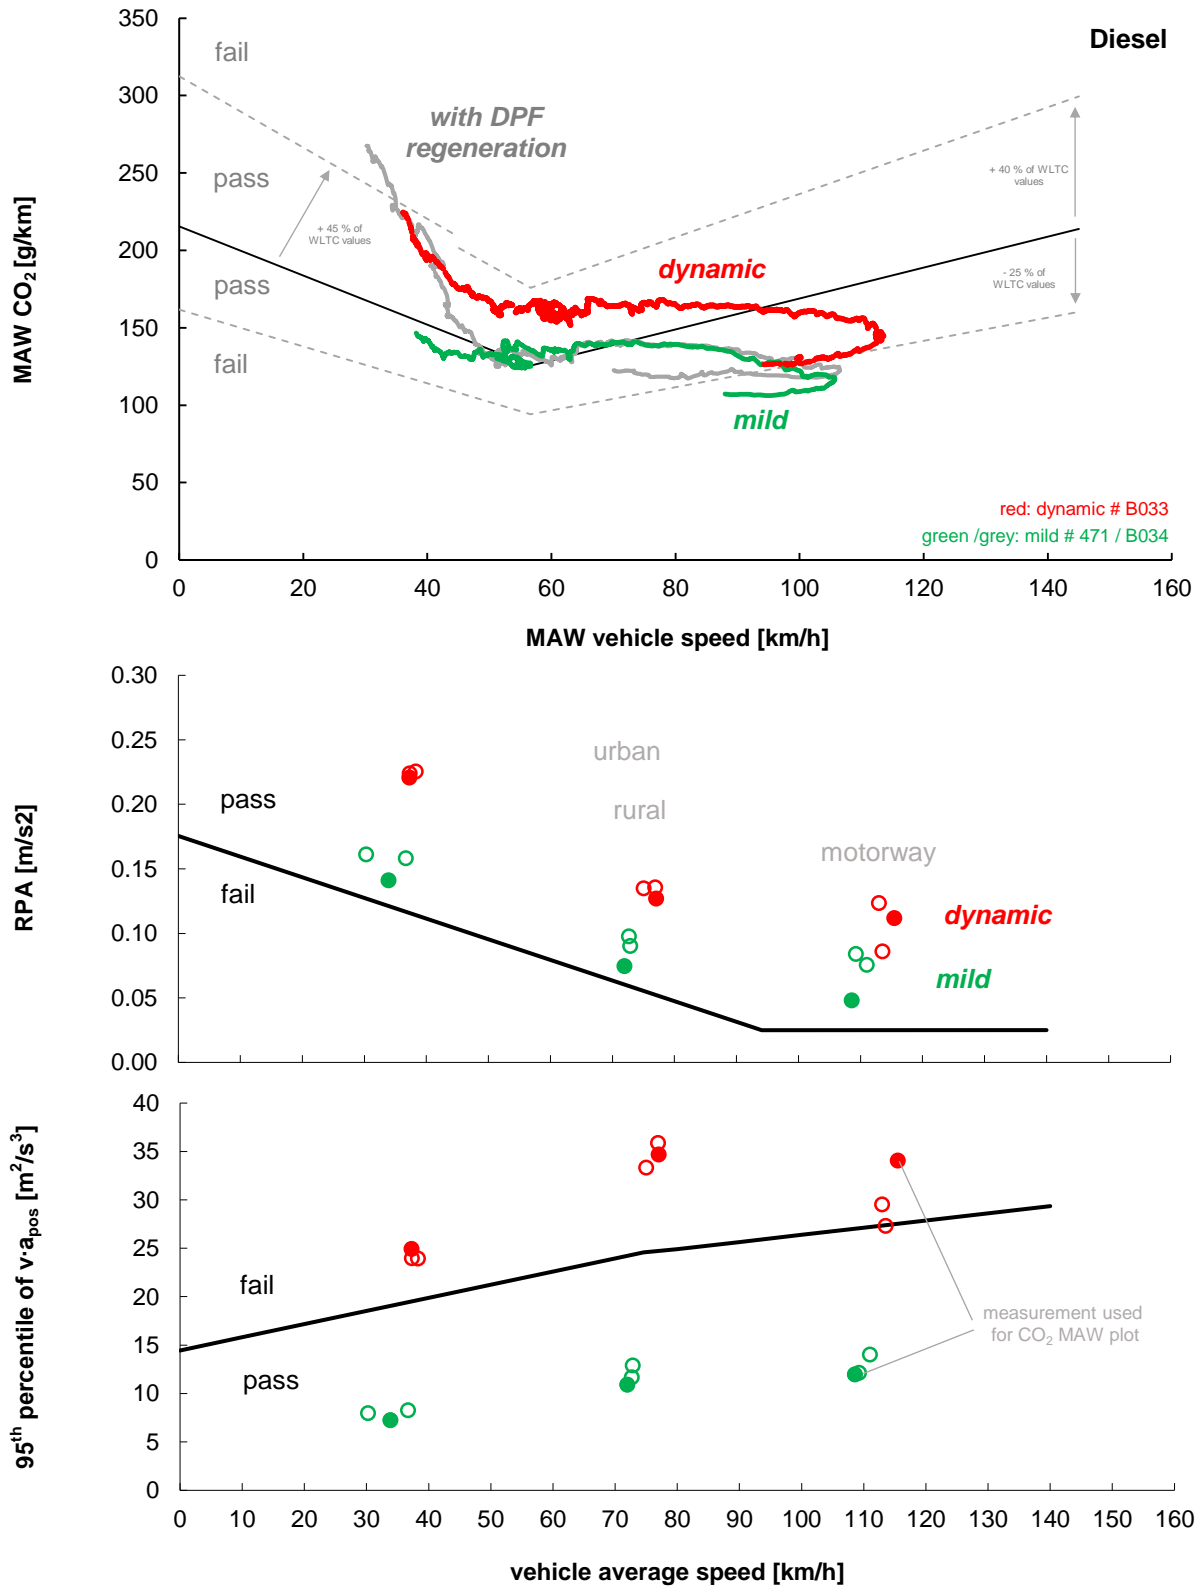 Diesel
MAW CO₂ [g/km]
350
300
250
200
150
100
50
0
fail
pass
pass
fail
with DPF
regeneration
+ 45 % of
WLTC values
+ 40 % of WLTC
values
- 25 % of
WLTC values
dynamic
mild
red: dynamic # B033
green /grey: mild # 471 / B034
0 20 40 60 80 100 120 140 160
MAW vehicle speed [km/h]
RPA [m/s2]
0.30
0.25
0.20
0.15
0.10
0.05
0.00
urban
rural
motorway
pass
fail
dynamic
mild
95th percentile of v·apos [m²/s³]
40
35
30
25
20
15
10
5
0
fail
pass
measurement used
for CO₂ MAW plot
0 10 20 30 40 50 60 70 80 90 100 110 120 130 140 150 160
vehicle average speed [km/h]